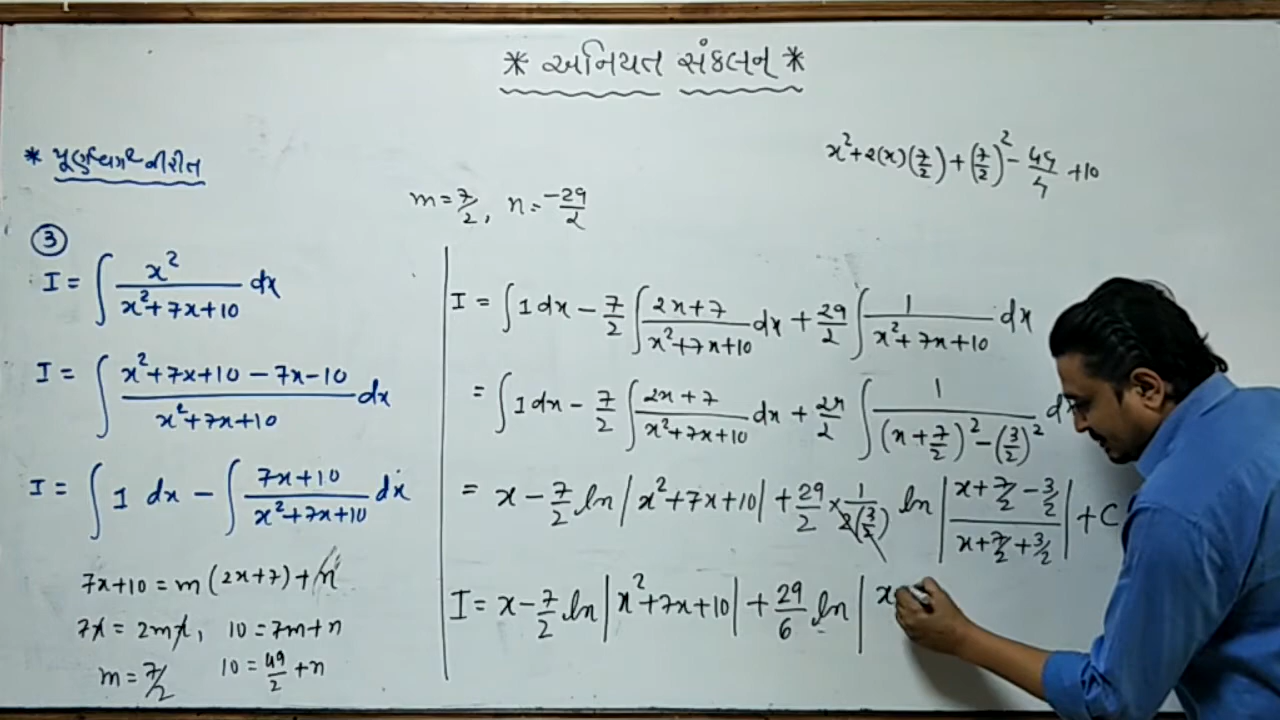 * અનિયત સંકલન *
* પૂર્ણવર્ગની રીત
3
I = ∫ x²/(x²+7x+10) dx
I = ∫ (x²+7x+10-7x-10)/(x²+7x+10) dx
I = ∫ 1 dx - ∫ (7x+10)/(x²+7x+10) dx
7x+10 = m(2x+7)+n
7x = 2mx, 10 = 7m+n
m = 7/2 10 = 49/2 + n
m = 7/2, n = -29/2
x²+2(x)(7/2)+(7/2)²-49/4+10
I = ∫ 1 dx - 7/2 ∫ (2x+7)/(x²+7x+10) dx + 29/2 ∫ 1/(x²+7x+10) dx
= ∫ 1 dx - 7/2 ∫ (2x+7)/(x²+7x+10) dx + 29/2 ∫ 1/((x+7/2)²-(3/2)²) dx
= x - 7/2 ln |x²+7x+10| + 29/2 × 1/(2(3/2)) ln |(x+7/2-3/2)/(x+7/2+3/2)| + C
I = x - 7/2 ln |x²+7x+10| + 29/6 ln | x